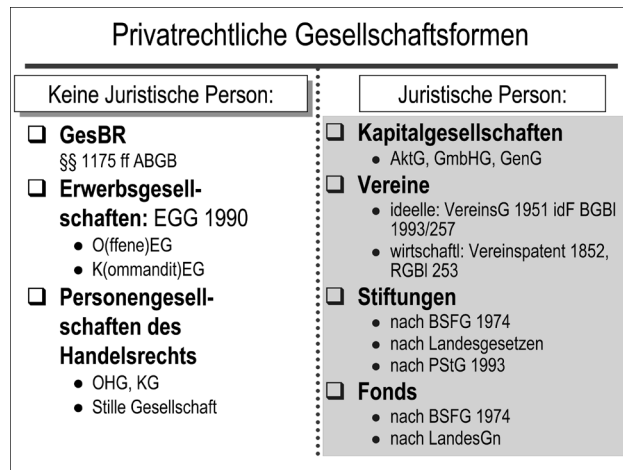 Privatrechtliche Gesellschaftsformen
Keine Juristische Person:
❑ GesBR
§§ 1175 ff ABGB
❑ Erwerbsgesell-
schaften: EGG 1990
● O(ffene)EG
● K(ommandit)EG
❑ Personengesell-
schaften des
Handelsrechts
● OHG, KG
● Stille Gesellschaft
Juristische Person:
❑ Kapitalgesellschaften
● AktG, GmbHG, GenG
❑ Vereine
● ideelle: VereinsG 1951 idF BGBl
1993/257
● wirtschaftl: Vereinspatent 1852,
RGBl 253
❑ Stiftungen
● nach BSFG 1974
● nach Landesgesetzen
● nach PStG 1993
❑ Fonds
● nach BSFG 1974
● nach LandesGn